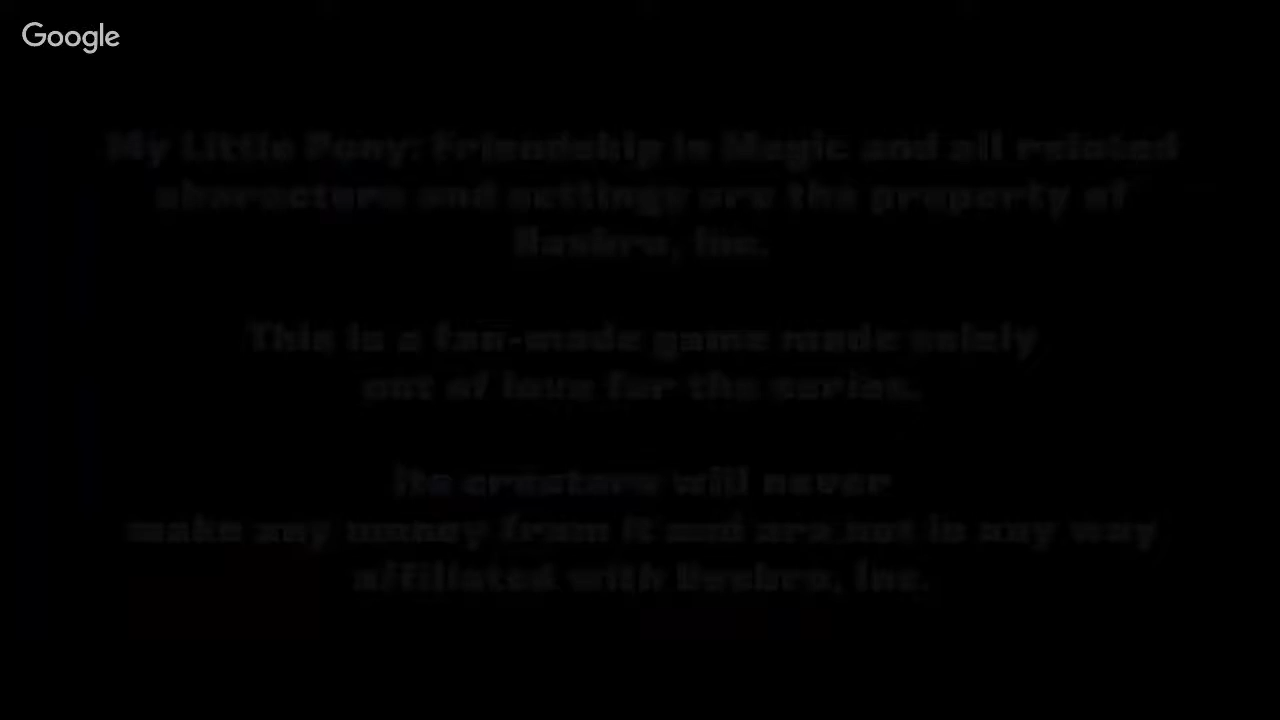 Google
My Little Pony: Friendship is Magic and all related
characters and settings are the property of
Hasbro, Inc.
This is a fan-made game made solely
out of love for the series.
Its creators will never
make any money from it and are not in any way
affiliated with Hasbro, Inc.